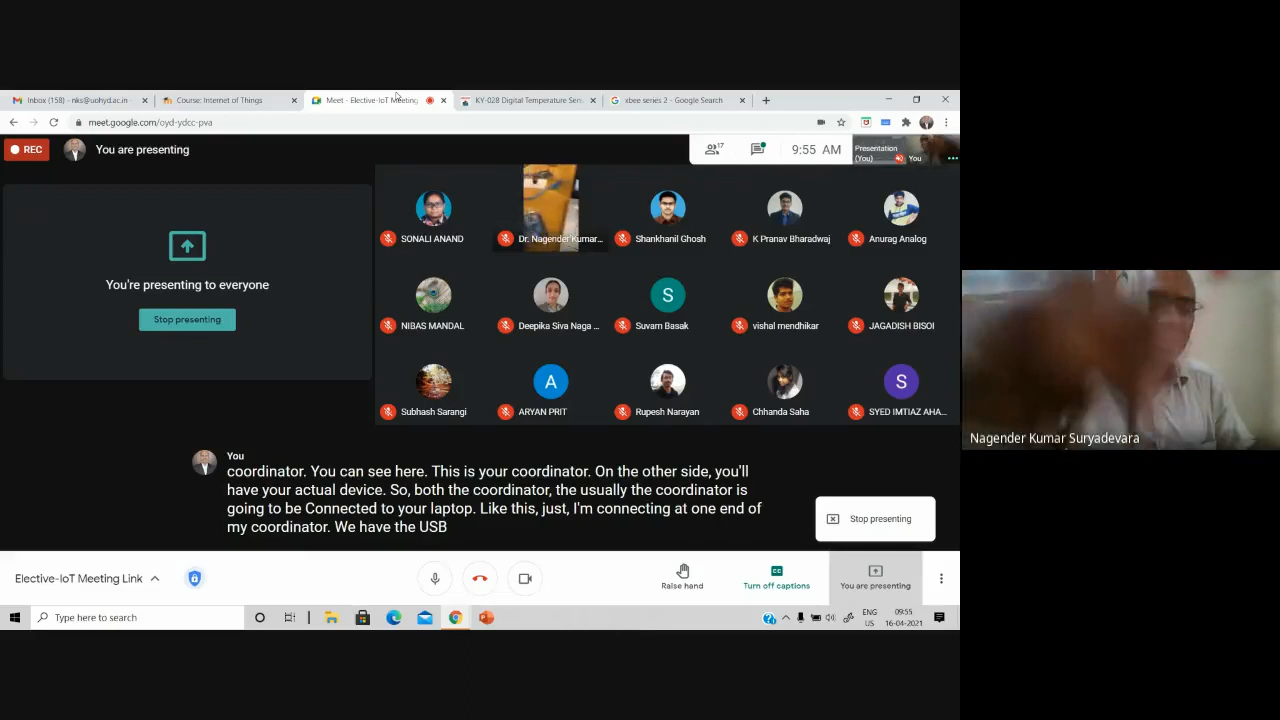 Inbox (158) - nks@uohyd.ac.in -
Course: Internet of Things
Meet - Elective-IoT Meeting
KY-028 Digital Temperature Sens
xbee series 2 - Google Search
meet.google.com/oyd-ydcc-pva
REC
You are presenting
17
9:55 AM
Presentation
(You)
You
SONALI ANAND
Dr. Nagender Kumar...
Shankhanil Ghosh
K Pranav Bharadwaj
Anurag Analog
You're presenting to everyone
Stop presenting
NIBAS MANDAL
Deepika Siva Naga ...
S
Suvam Basak
vishal mendhikar
JAGADISH BISOI
Subhash Sarangi
A
ARYAN PRIT
Rupesh Narayan
Chhanda Saha
S
SYED IMTIAZ AHA...
Nagender Kumar Suryadevara
You
coordinator. You can see here. This is your coordinator. On the other side, you'll
have your actual device. So, both the coordinator, the usually the coordinator is
going to be Connected to your laptop. Like this, just, I'm connecting at one end of
my coordinator. We have the USB
Stop presenting
Elective-IoT Meeting Link
Raise hand
CC
Turn off captions
You are presenting
Type here to search
ENG
US
09:55
16-04-2021